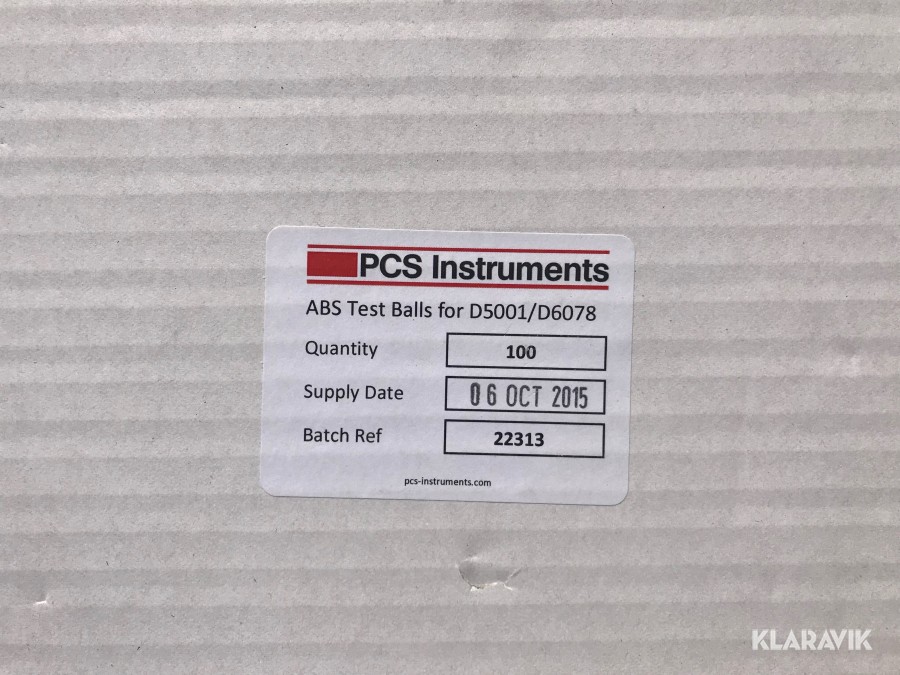 PCS Instruments
ABS Test Balls for D5001/D6078
Quantity 100
Supply Date 06 OCT 2015
Batch Ref 22313
pcs-instruments.com
KLARAVIK